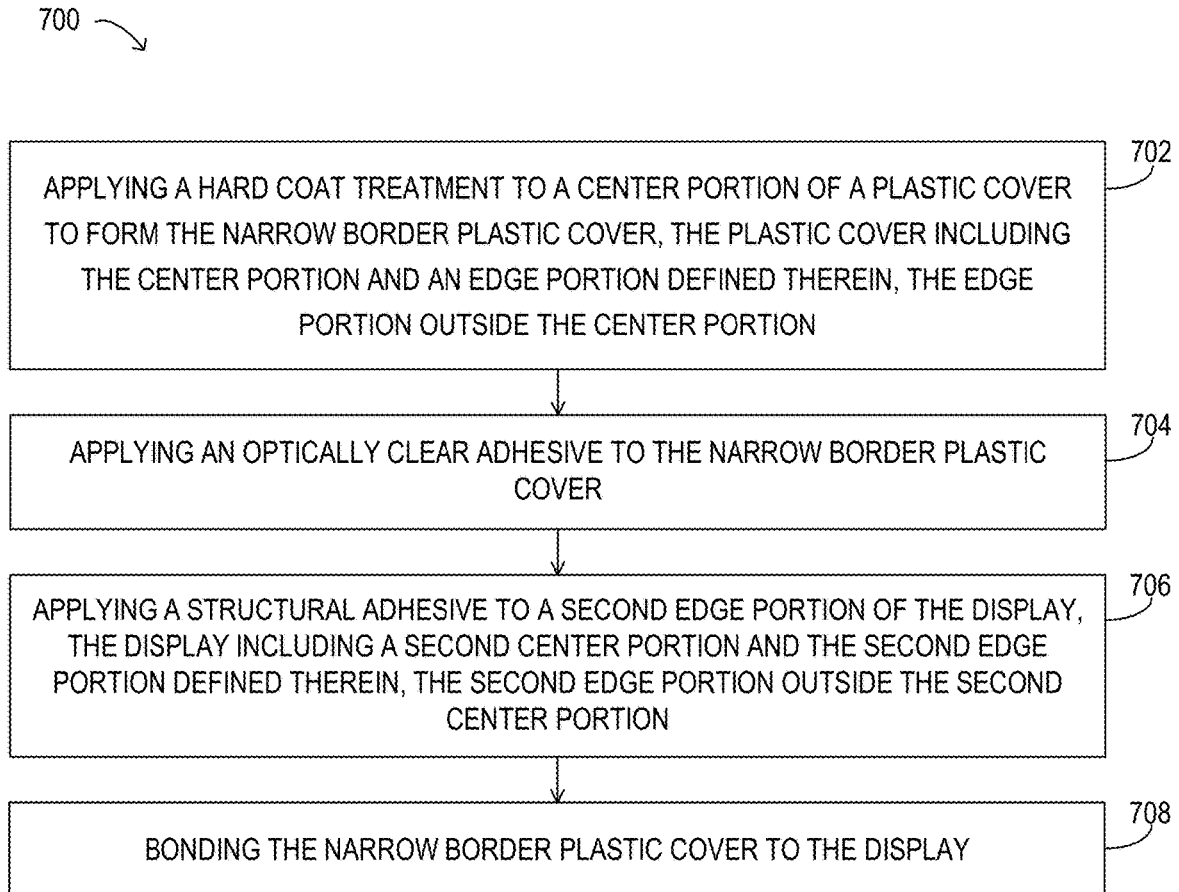 700
702
APPLYING A HARD COAT TREATMENT TO A CENTER PORTION OF A PLASTIC COVER
TO FORM THE NARROW BORDER PLASTIC COVER, THE PLASTIC COVER INCLUDING
THE CENTER PORTION AND AN EDGE PORTION DEFINED THEREIN, THE EDGE
PORTION OUTSIDE THE CENTER PORTION
704
APPLYING AN OPTICALLY CLEAR ADHESIVE TO THE NARROW BORDER PLASTIC
COVER
706
APPLYING A STRUCTURAL ADHESIVE TO A SECOND EDGE PORTION OF THE DISPLAY,
THE DISPLAY INCLUDING A SECOND CENTER PORTION AND THE SECOND EDGE
PORTION DEFINED THEREIN, THE SECOND EDGE PORTION OUTSIDE THE SECOND
CENTER PORTION
708
BONDING THE NARROW BORDER PLASTIC COVER TO THE DISPLAY